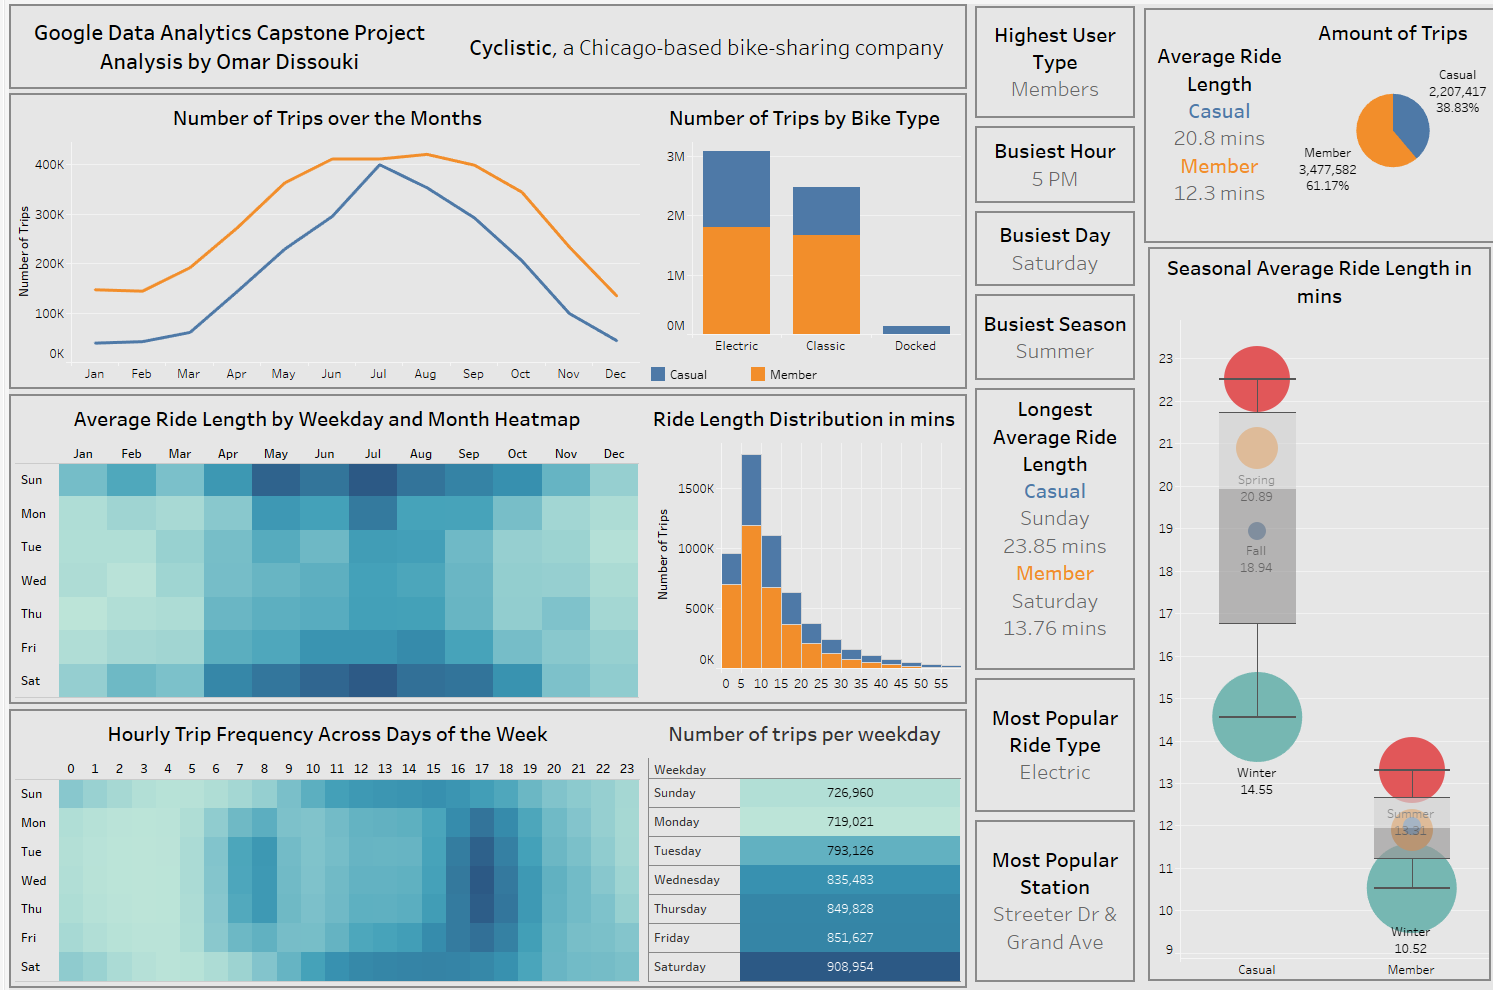 Google Data Analytics Capstone Project
Analysis by Omar Dissouki
Cyclistic, a Chicago-based bike-sharing company
Number of Trips over the Months
Number of Trips
400K
300K
200K
100K
0K
Jan Feb Mar Apr May Jun Jul Aug Sep Oct Nov Dec
Number of Trips by Bike Type
3M
2M
1M
0M
Electric Classic Docked
Casual Member
Average Ride Length by Weekday and Month Heatmap
Jan Feb Mar Apr May Jun Jul Aug Sep Oct Nov Dec
Sun
Mon
Tue
Wed
Thu
Fri
Sat
Ride Length Distribution in mins
Number of Trips
1500K
1000K
500K
0K
0 5 10 15 20 25 30 35 40 45 50 55
Hourly Trip Frequency Across Days of the Week
0 1 2 3 4 5 6 7 8 9 10 11 12 13 14 15 16 17 18 19 20 21 22 23
Sun
Mon
Tue
Wed
Thu
Fri
Sat
Number of trips per weekday
Weekday
Sunday 726,960
Monday 719,021
Tuesday 793,126
Wednesday 835,483
Thursday 849,828
Friday 851,627
Saturday 908,954
Highest User
Type
Members
Busiest Hour
5 PM
Busiest Day
Saturday
Busiest Season
Summer
Longest
Average Ride
Length
Casual
Sunday
23.85 mins
Member
Saturday
13.76 mins
Most Popular
Ride Type
Electric
Most Popular
Station
Streeter Dr &
Grand Ave
Average Ride
Length
Casual
20.8 mins
Member
12.3 mins
Amount of Trips
Casual
2,207,417
38.83%
Member
3,477,582
61.17%
Seasonal Average Ride Length in
mins
23
22
21
20
19
18
17
16
15
14
13
12
11
10
9
Spring
20.89
Fall
18.94
Winter
14.55
Summer
13.31
Winter
10.52
Casual Member